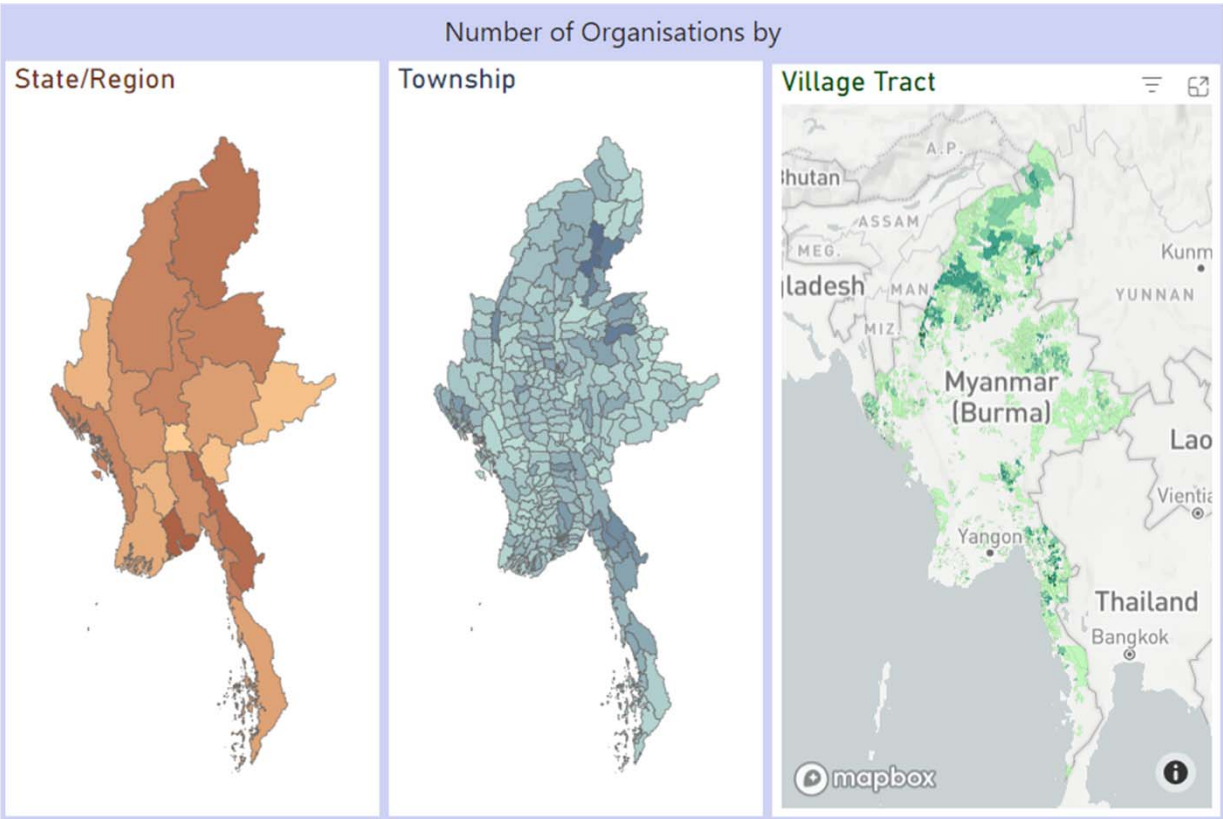 Number of Organisations by
State/Region
Township
Village Tract
A.P.
Bhutan
ASSAM
MEG.
Kunm
gladesh
MAN
YUNNAN
MIZ.
Myanmar
(Burma)
Lao
Vientia
Yangon
Thailand
Bangkok
mapbox
i